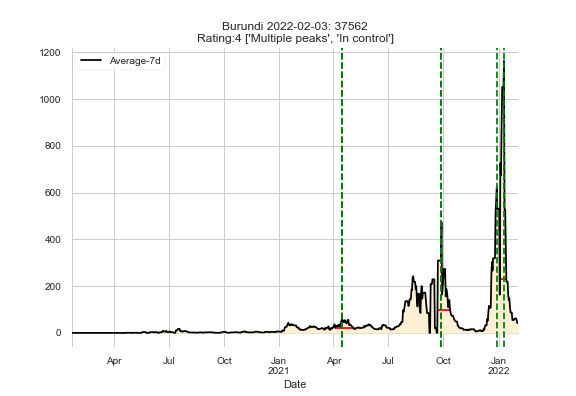 Burundi 2022-02-03: 37562
Rating:4 ['Multiple peaks', 'In control']
1200
Average-7d
1000
800
600
400
200
0
Apr Jul Oct Jan Apr Jul Oct Jan
2021 2022
Date